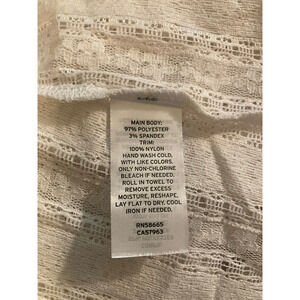 MAIN BODY:
97% POLYESTER
3% SPANDEX
TRIM:
100% NYLON
HAND WASH COLD,
WITH LIKE COLORS.
ONLY NON-CHLORINE
BLEACH IF NEEDED.
ROLL IN TOWEL TO
REMOVE EXCESS
MOISTURE, RESHAPE,
LAY FLAT TO DRY. COOL
IRON IF NEEDED.
RN58665
CA57963